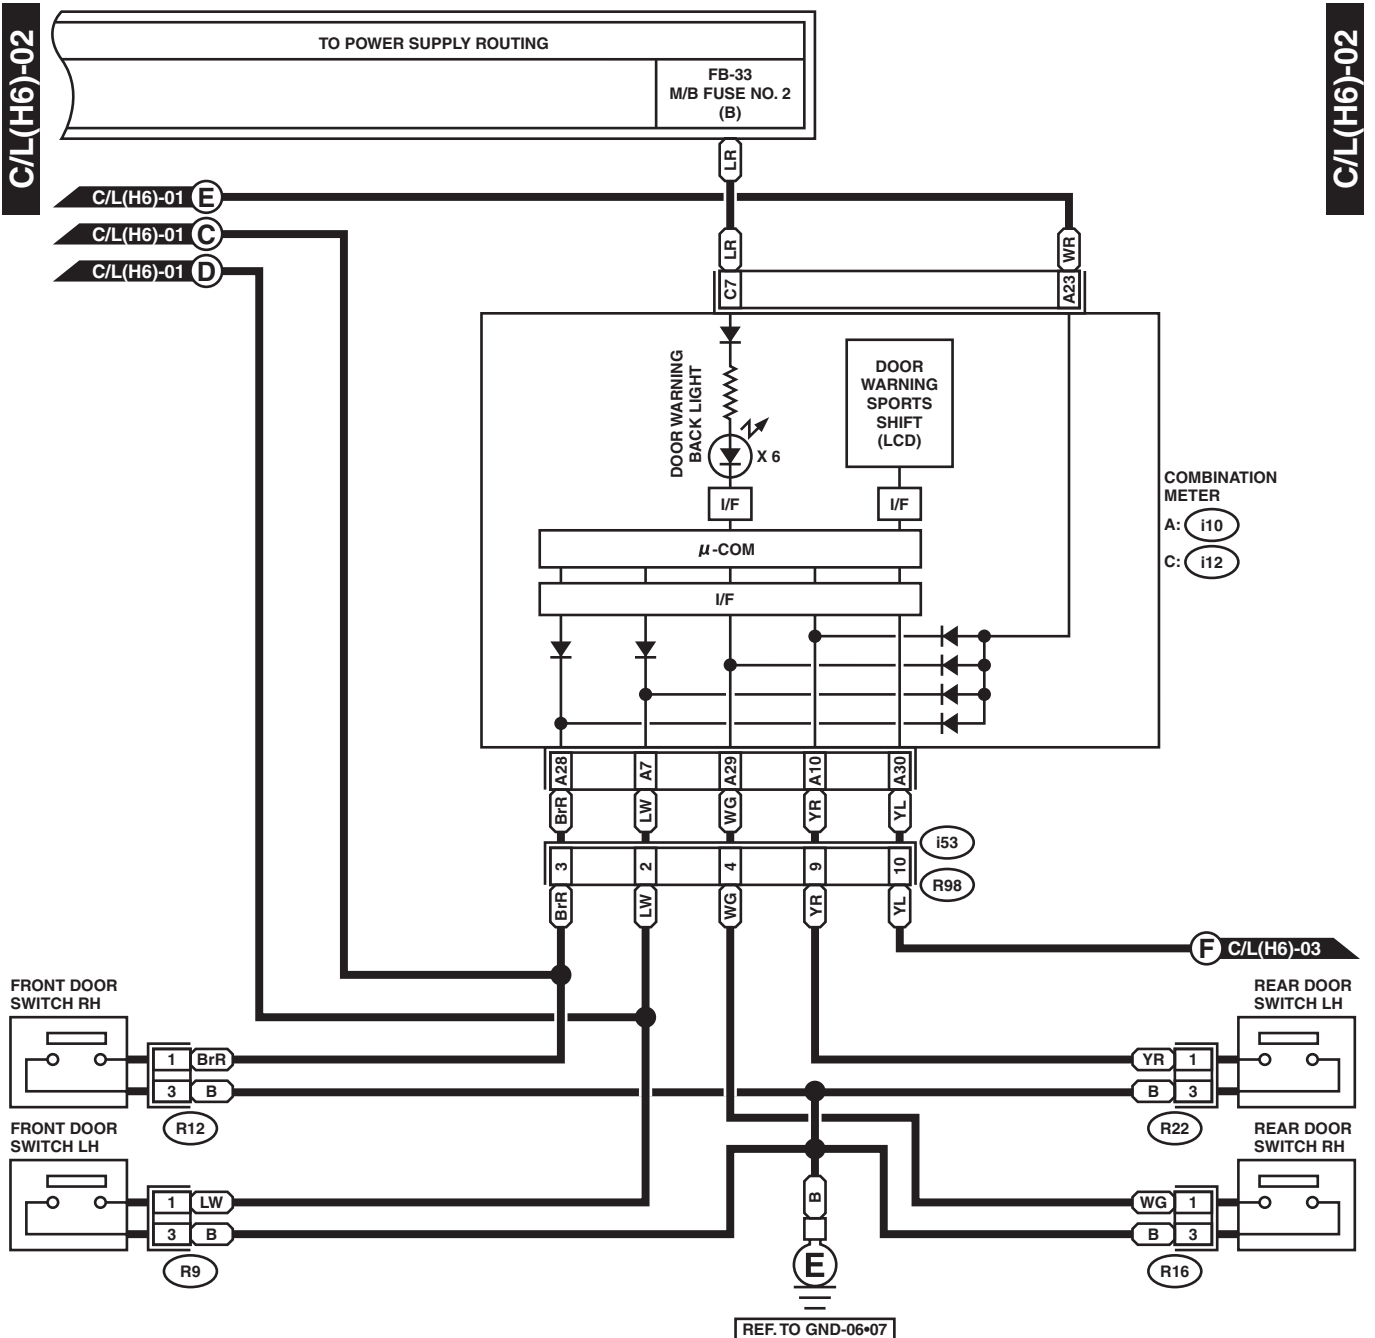 C/L(H6)-02
C/L(H6)-02
TO POWER SUPPLY ROUTING
FB-33
M/B FUSE NO. 2
(B)
LR
C/L(H6)-01 E
C/L(H6)-01 C
C/L(H6)-01 D
LR
WR
C7
A23
DOOR WARNING
BACK LIGHT
X 6
DOOR
WARNING
SPORTS
SHIFT
(LCD)
I/F
I/F
μ-COM
I/F
COMBINATION
METER
A: i10
C: i12
A28 A7 A29 A10 A30
BrR LW WG YR YL
i53
3 2 4 9 10
R98
BrR LW WG YR YL
F C/L(H6)-03
FRONT DOOR
SWITCH RH
1 BrR
3 B
R12
FRONT DOOR
SWITCH LH
1 LW
3 B
R9
REAR DOOR
SWITCH LH
YR 1
B 3
R22
REAR DOOR
SWITCH RH
WG 1
B 3
R16
B
E
REF. TO GND-06•07